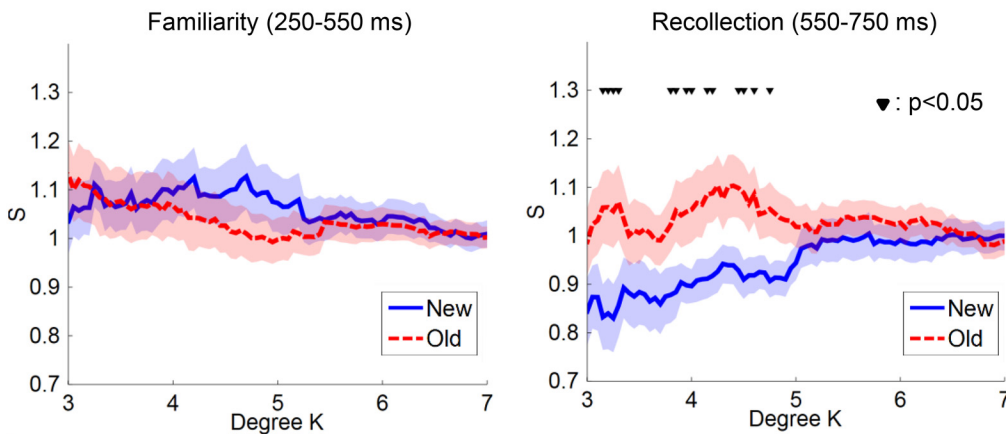 Familiarity (250-550 ms)
1.3
1.2
1.1
1
0.9
0.8
0.7
S
3
4
5
6
7
Degree K
New
Old
Recollection (550-750 ms)
1.3
1.2
1.1
1
0.9
0.8
0.7
S
3
4
5
6
7
Degree K
: p<0.05
New
Old